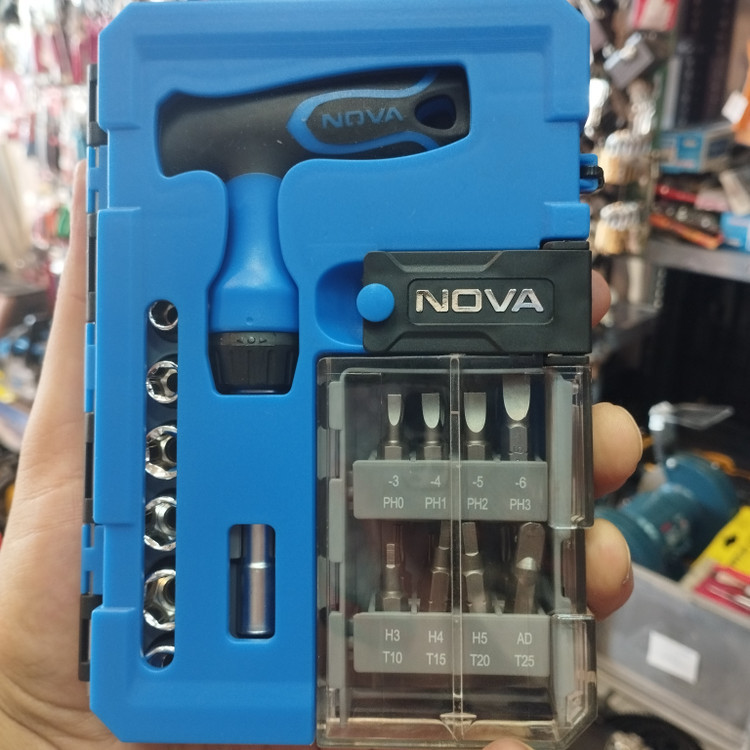 NOVA
NOVA
-3 -4 -5 -6
PH0 PH1 PH2 PH3
H3 H4 H5 AD
T10 T15 T20 T25